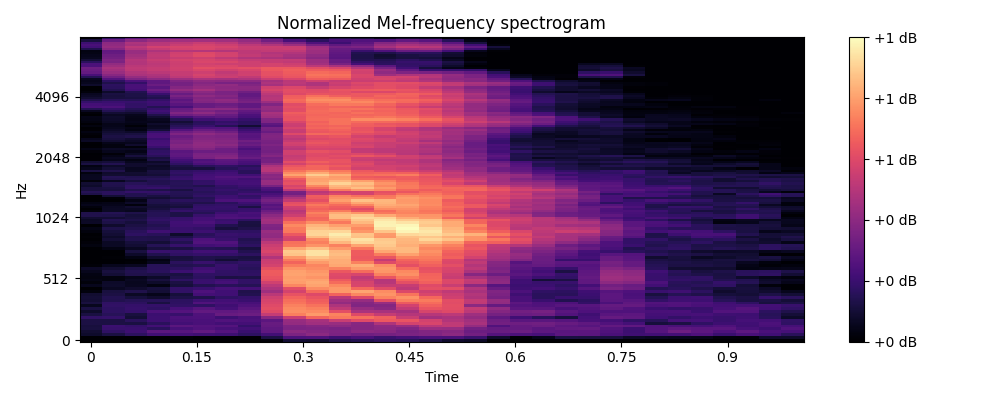 Normalized Mel-frequency spectrogram
Hz
4096
2048
1024
512
0
0 0.15 0.3 0.45 0.6 0.75 0.9
Time
+1 dB
+1 dB
+1 dB
+0 dB
+0 dB
+0 dB